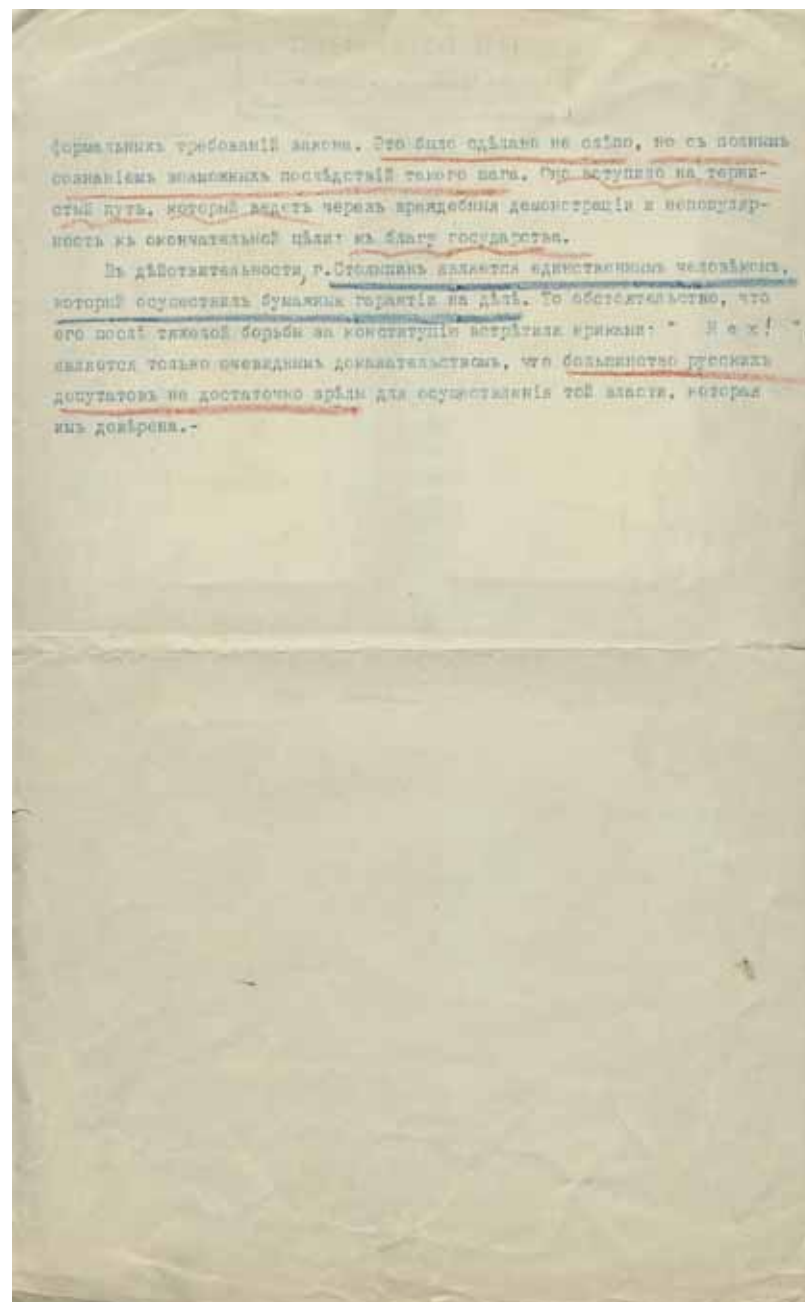 формальныхъ требованій закона. Это было сдѣлано не слѣпо, но съ полнымъ
сознаніемъ возможныхъ послѣдствій такого шага. Оно вступило на терни-
стый путь, который ведетъ черезъ враждебныя демонстраціи и непопуляр-
ность къ окончательной цѣли: къ благу государства.
Въ дѣйствительности, г.Столыпинъ является единственнымъ человѣкомъ,
который осуществилъ бумажныя гарантіи на дѣлѣ. То обстоятельство, что
его послѣ тяжелой борьбы за конституцію встрѣтили криками: "
является только очевиднымъ доказательствомъ, что большинство русскихъ
депутатовъ не достаточно зрѣлы для осуществленія той власти, которая
имъ довѣрена.-